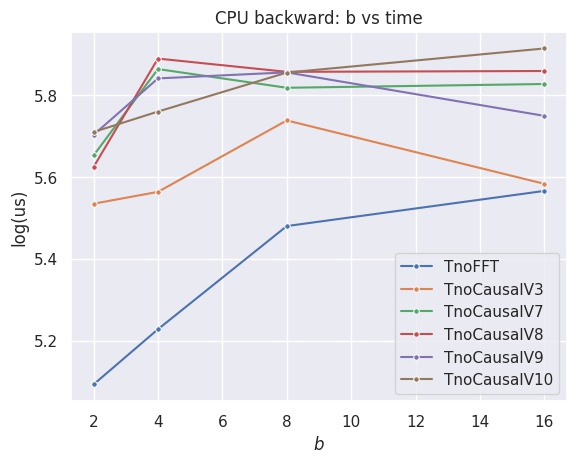 CPU backward: b vs time
log(us)
5.8
5.6
5.4
5.2
2
4
6
8
10
12
14
16
b
TnoFFT
TnoCausalV3
TnoCausalV7
TnoCausalV8
TnoCausalV9
TnoCausalV10